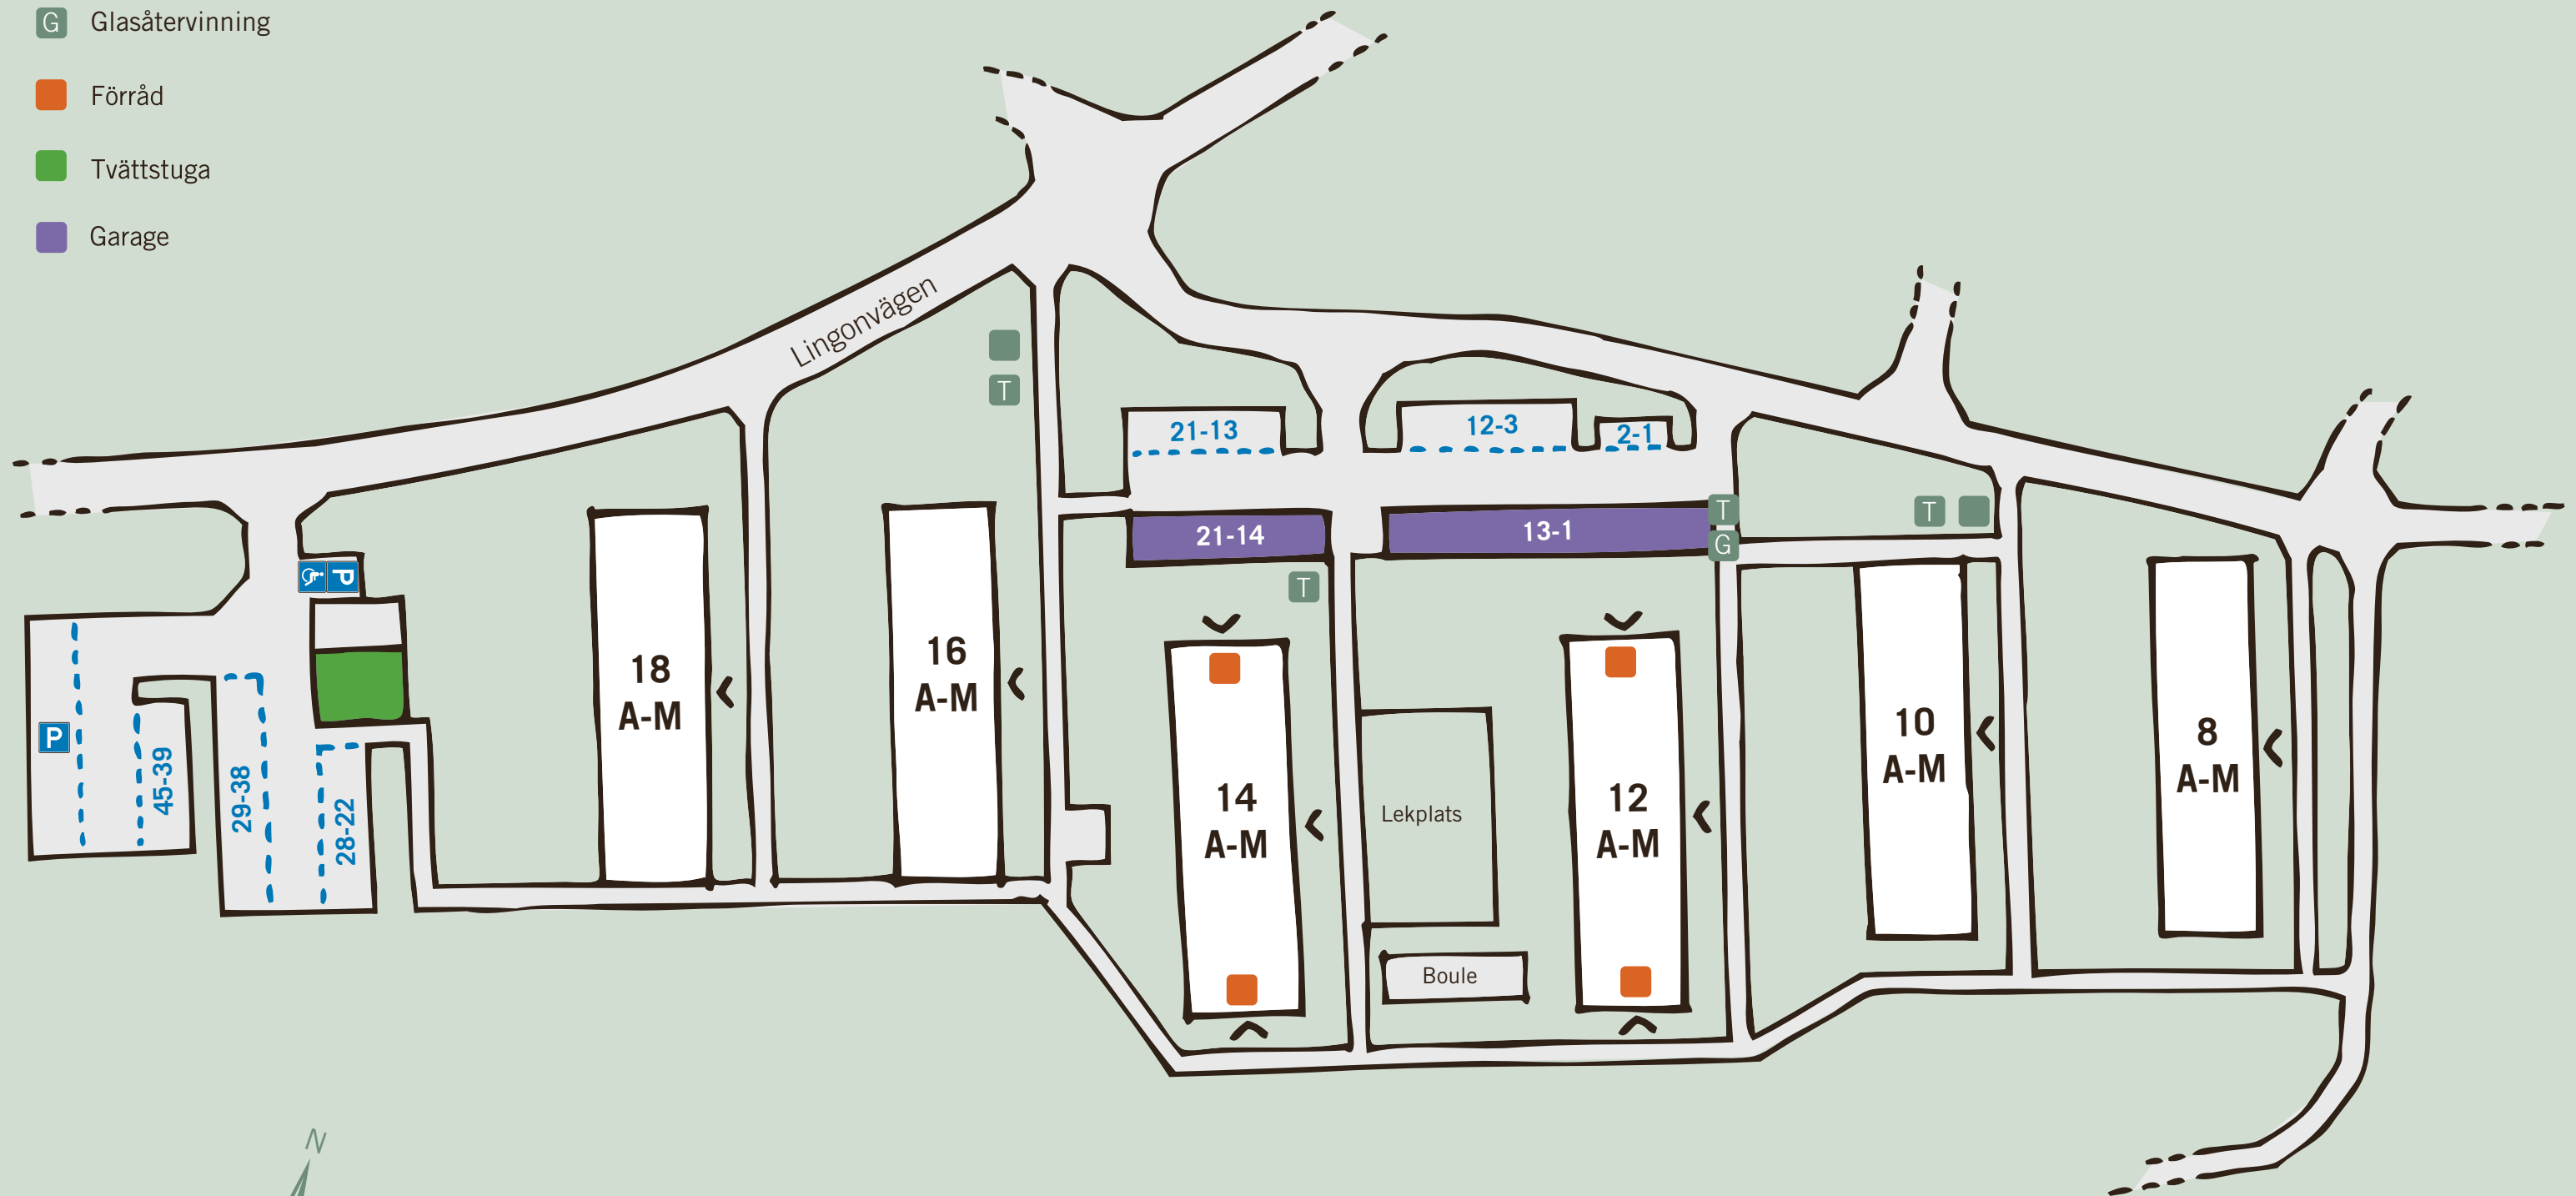 G Glasåtervinning
Förråd
Tvättstuga
Garage
Lingonvägen
T
21-13
12-3
2-1
21-14
13-1
T
G
T
T
P
P
45-39
29-38
28-22
18
A-M
16
A-M
14
A-M
12
A-M
10
A-M
8
A-M
Lekplats
Boule
N